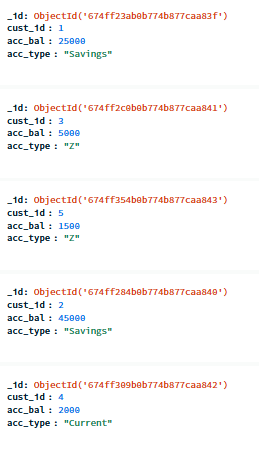 _id: ObjectId('674ff23ab0b774b877caa83f')
cust_id : 1
acc_bal : 25000
acc_type : "Savings"
_id: ObjectId('674ff2c0b0b774b877caa841')
cust_id : 3
acc_bal : 5000
acc_type : "Z"
_id: ObjectId('674ff354b0b774b877caa843')
cust_id : 5
acc_bal : 1500
acc_type : "Z"
_id: ObjectId('674ff284b0b774b877caa840')
cust_id : 2
acc_bal : 45000
acc_type : "Savings"
_id: ObjectId('674ff309b0b774b877caa842')
cust_id : 4
acc_bal : 2000
acc_type : "Current"